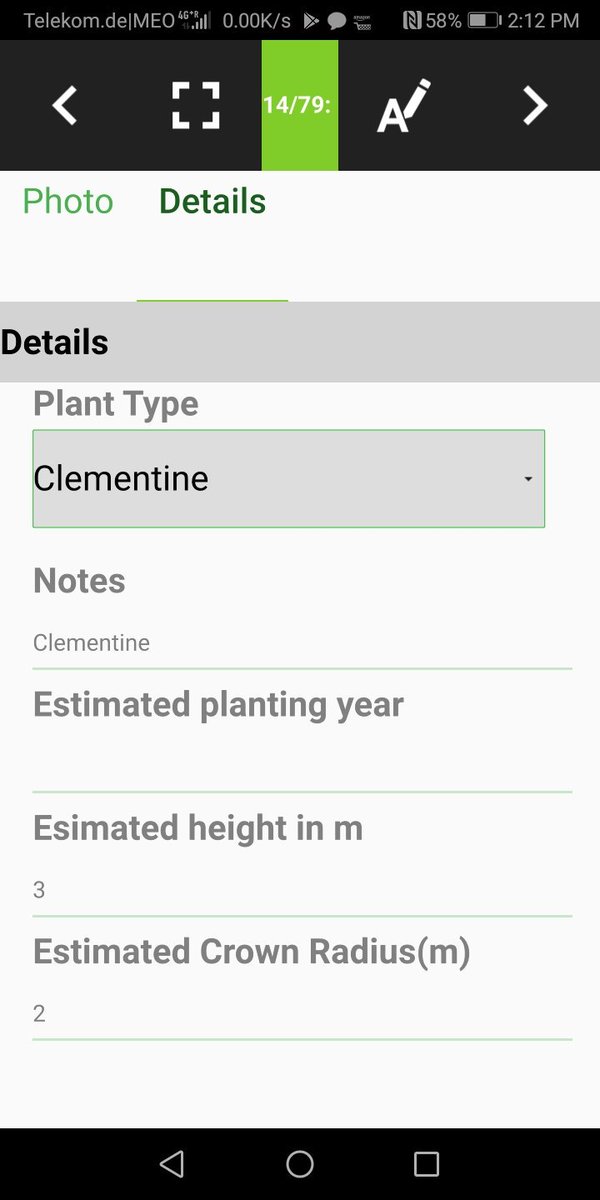 Telekom.de|MEO 4G+R 0.00K/s 58% 2:12 PM
14/79:
Photo Details
Details
Plant Type
Clementine
Notes
Clementine
Estimated planting year
Esimated height in m
3
Estimated Crown Radius(m)
2